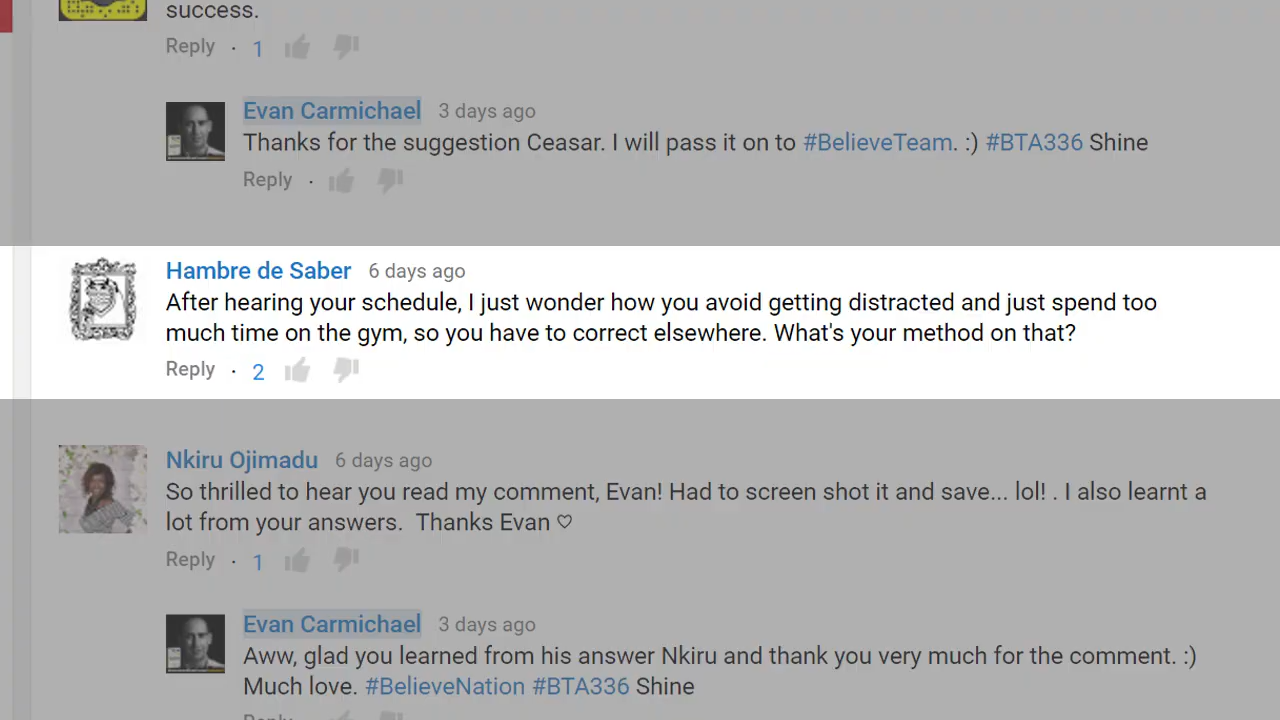 success.
Reply · 1
Evan Carmichael 3 days ago
Thanks for the suggestion Ceasar. I will pass it on to #BelieveTeam. :) #BTA336 Shine
Reply ·
Hambre de Saber 6 days ago
After hearing your schedule, I just wonder how you avoid getting distracted and just spend too
much time on the gym, so you have to correct elsewhere. What's your method on that?
Reply · 2
Nkiru Ojimadu 6 days ago
So thrilled to hear you read my comment, Evan! Had to screen shot it and save... lol! . I also learnt a
lot from your answers. Thanks Evan ♡
Reply · 1
Evan Carmichael 3 days ago
Aww, glad you learned from his answer Nkiru and thank you very much for the comment. :)
Much love. #BelieveNation #BTA336 Shine
Reply